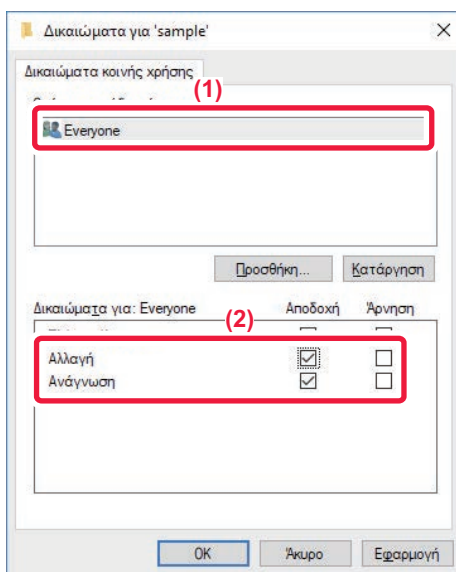 Δικαιώματα για 'sample'
Δικαιώματα κοινής χρήσης
(1)
Everyone
Προσθήκη... Κατάργηση
Δικαιώματα για: Everyone Αποδοχή Άρνηση
(2)
Αλλαγή
Ανάγνωση
OK Άκυρο Εφαρμογή